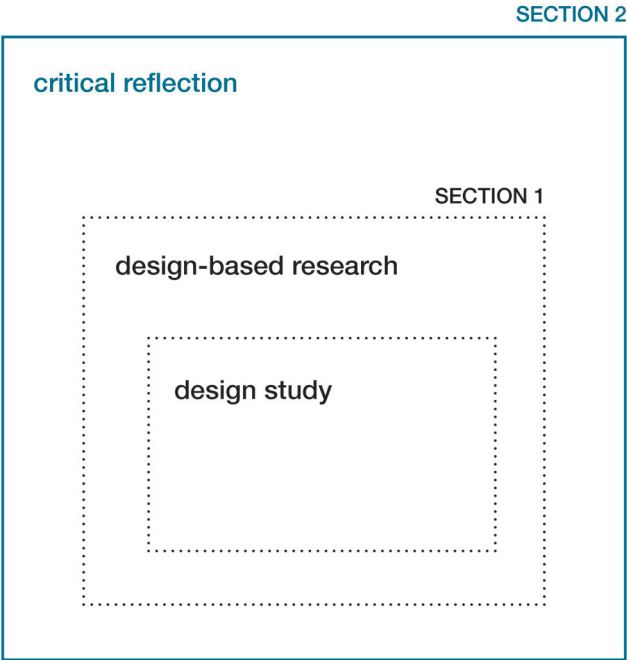 SECTION 2
critical reflection
SECTION 1
design-based research
design study